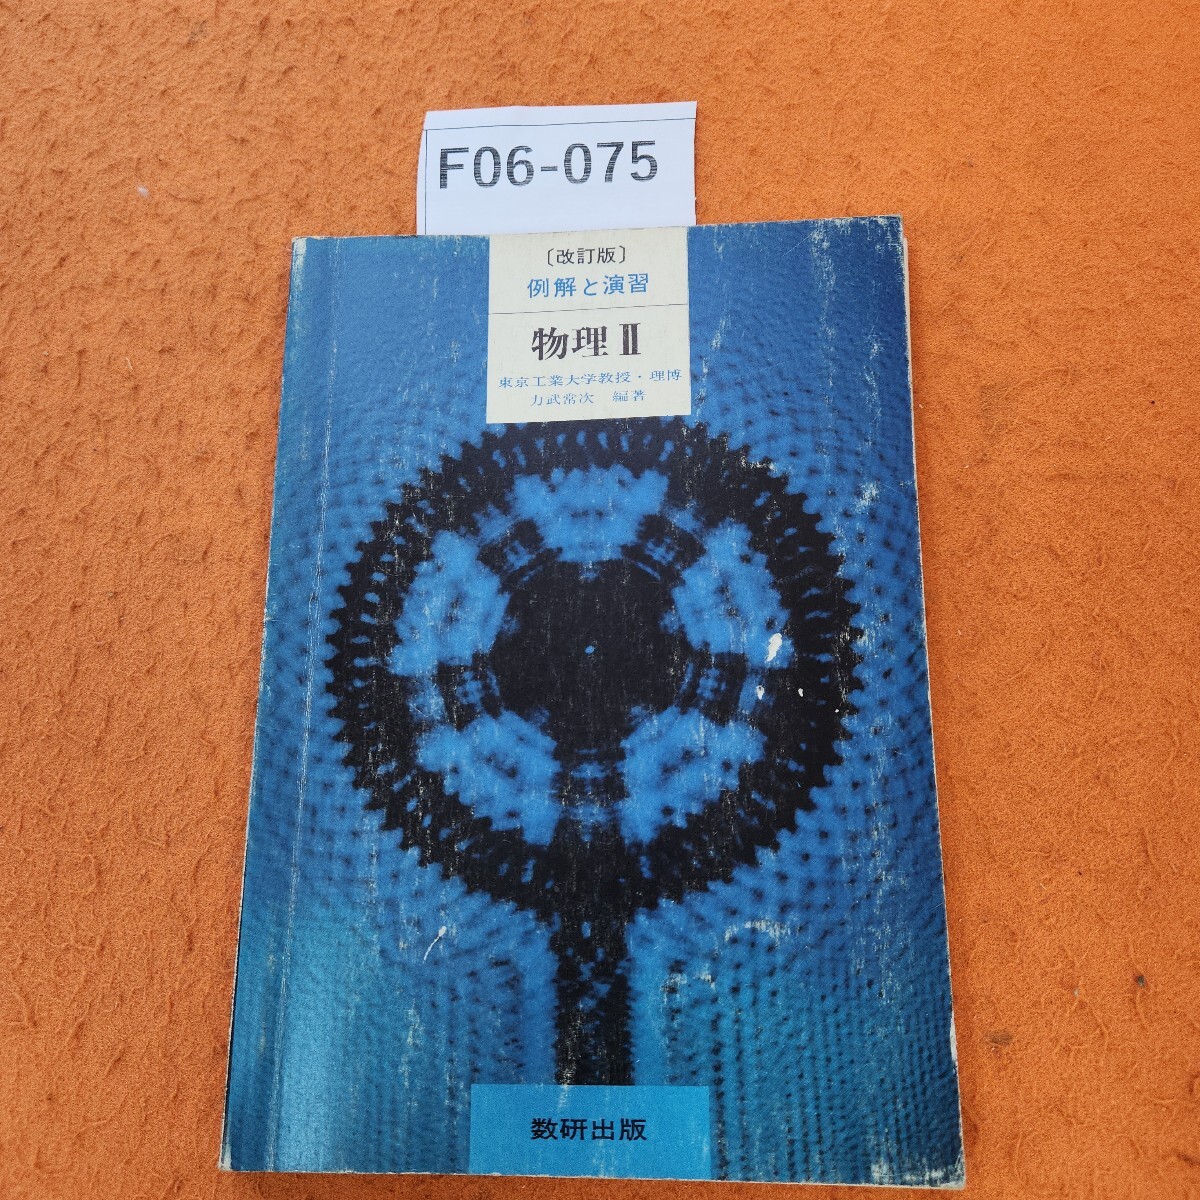 F06-075
〔改訂版〕
例解と演習
物理Ⅱ
東京工業大学教授・理博
力武常次 編著
数研出版